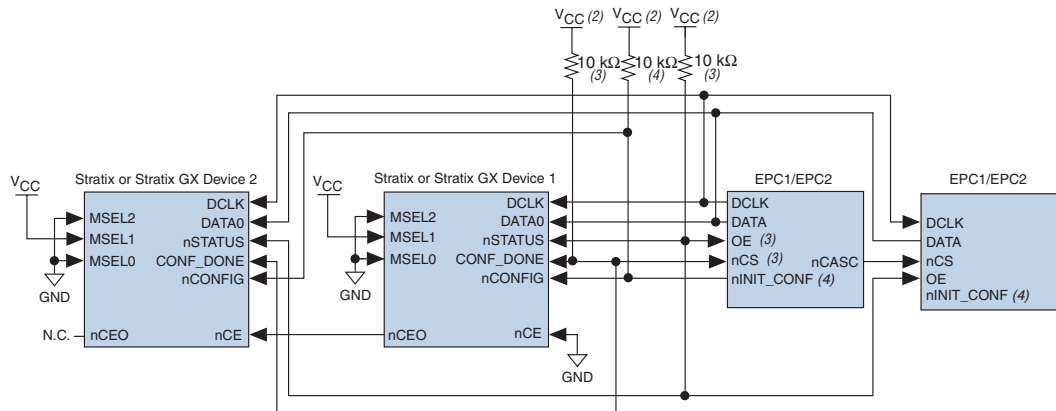 VCC (2) VCC (2) VCC (2)
10 kΩ (3) 10 kΩ (4) 10 kΩ (3)
VCC
Stratix or Stratix GX Device 2
MSEL2
MSEL1
MSEL0
GND
DCLK
DATA0
nSTATUS
CONF_DONE
nCONFIG
N.C.
nCEO
nCE
VCC
Stratix or Stratix GX Device 1
MSEL2
MSEL1
MSEL0
GND
DCLK
DATA0
nSTATUS
CONF_DONE
nCONFIG
nCEO
nCE
GND
EPC1/EPC2
DCLK
DATA
OE (3)
nCS (3)
nCASC
nINIT_CONF (4)
EPC1/EPC2
DCLK
DATA
nCS
OE
nINIT_CONF (4)